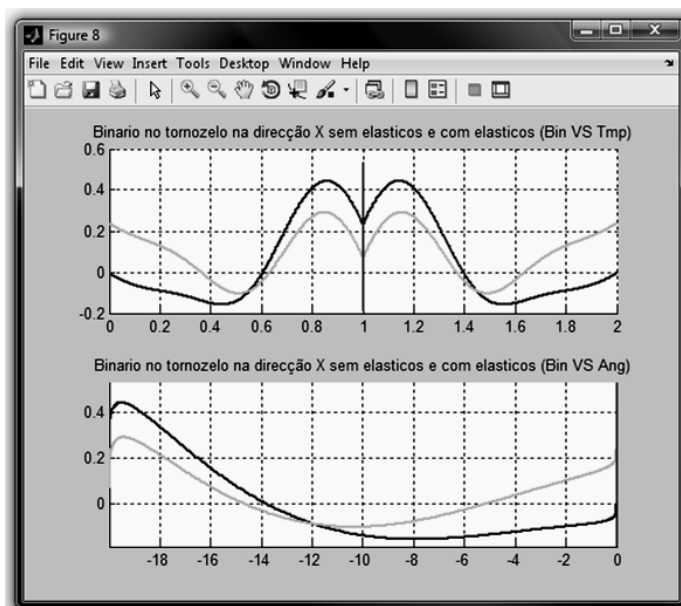 Figure 8
File Edit View Insert Tools Desktop Window Help
Binario no tornozelo na direcção X sem elasticos e com elasticos (Bin VS Tmp)
0.6
0.4
0.2
0
-0.2
0 0.2 0.4 0.6 0.8 1 1.2 1.4 1.6 1.8 2
Binario no tornozelo na direcção X sem elasticos e com elasticos (Bin VS Ang)
0.4
0.2
0
-18 -16 -14 -12 -10 -8 -6 -4 -2 0